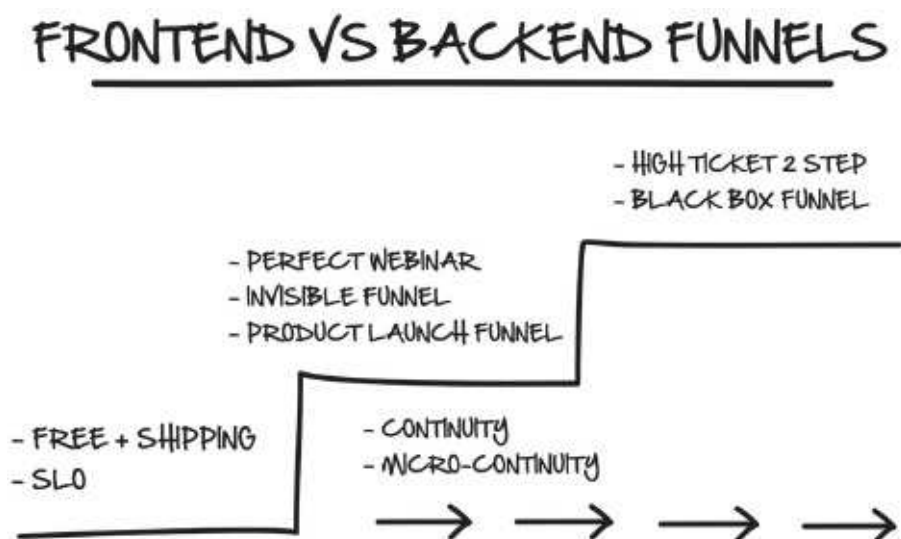 FRONTEND VS BACKEND FUNNELS
- HIGH TICKET 2 STEP
- BLACK BOX FUNNEL
- PERFECT WEBINAR
- INVISIBLE FUNNEL
- PRODUCT LAUNCH FUNNEL
- FREE + SHIPPING
- SLO
- CONTINUITY
- MICRO-CONTINUITY